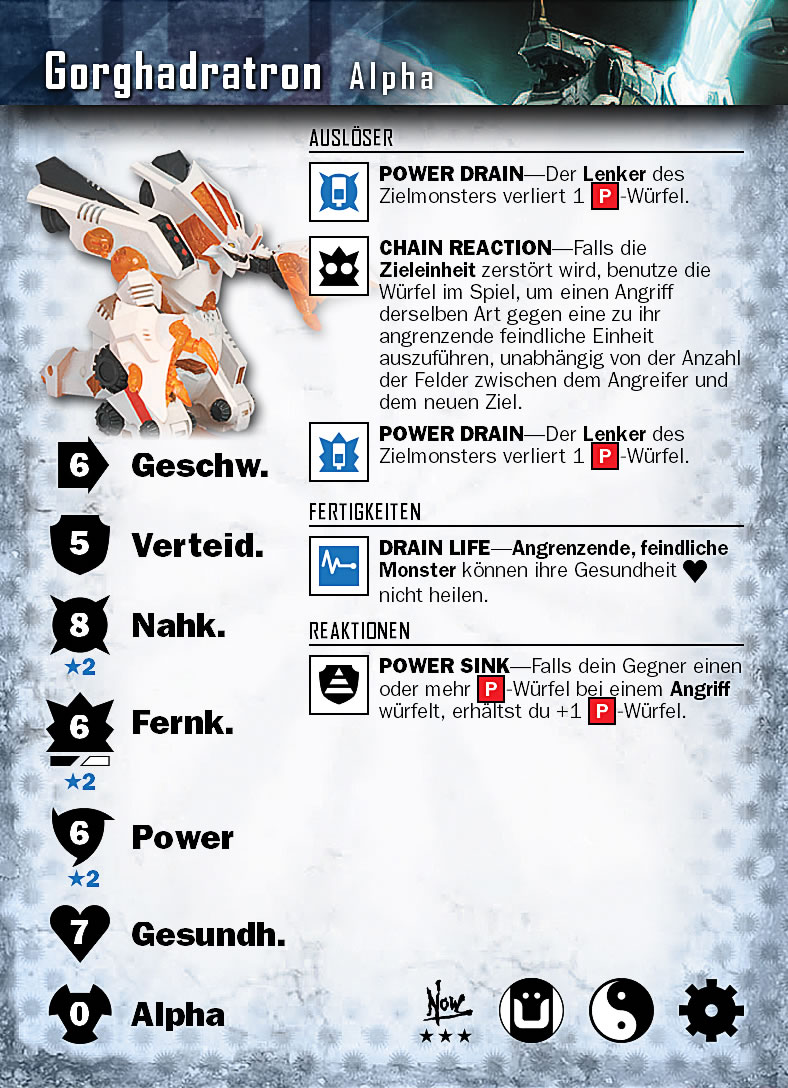 Gorghadratron Alpha
AUSLÖSER
POWER DRAIN—Der Lenker des
Zielmonsters verliert 1 P-Würfel.
CHAIN REACTION—Falls die
Zieleinheit zerstört wird, benutze die
Würfel im Spiel, um einen Angriff
derselben Art gegen eine zu ihr
angrenzende feindliche Einheit
auszuführen, unabhängig von der Anzahl
der Felder zwischen dem Angreifer und
dem neuen Ziel.
POWER DRAIN—Der Lenker des
Zielmonsters verliert 1 P-Würfel.
FERTIGKEITEN
DRAIN LIFE—Angrenzende, feindliche
Monster können ihre Gesundheit ♥
nicht heilen.
REAKTIONEN
POWER SINK—Falls dein Gegner einen
oder mehr P-Würfel bei einem Angriff
würfelt, erhältst du +1 P-Würfel.
6 Geschw.
5 Verteid.
8 Nahk.
★2
6 Fernk.
★2
6 Power
★2
7 Gesundh.
0 Alpha
Now
★★★